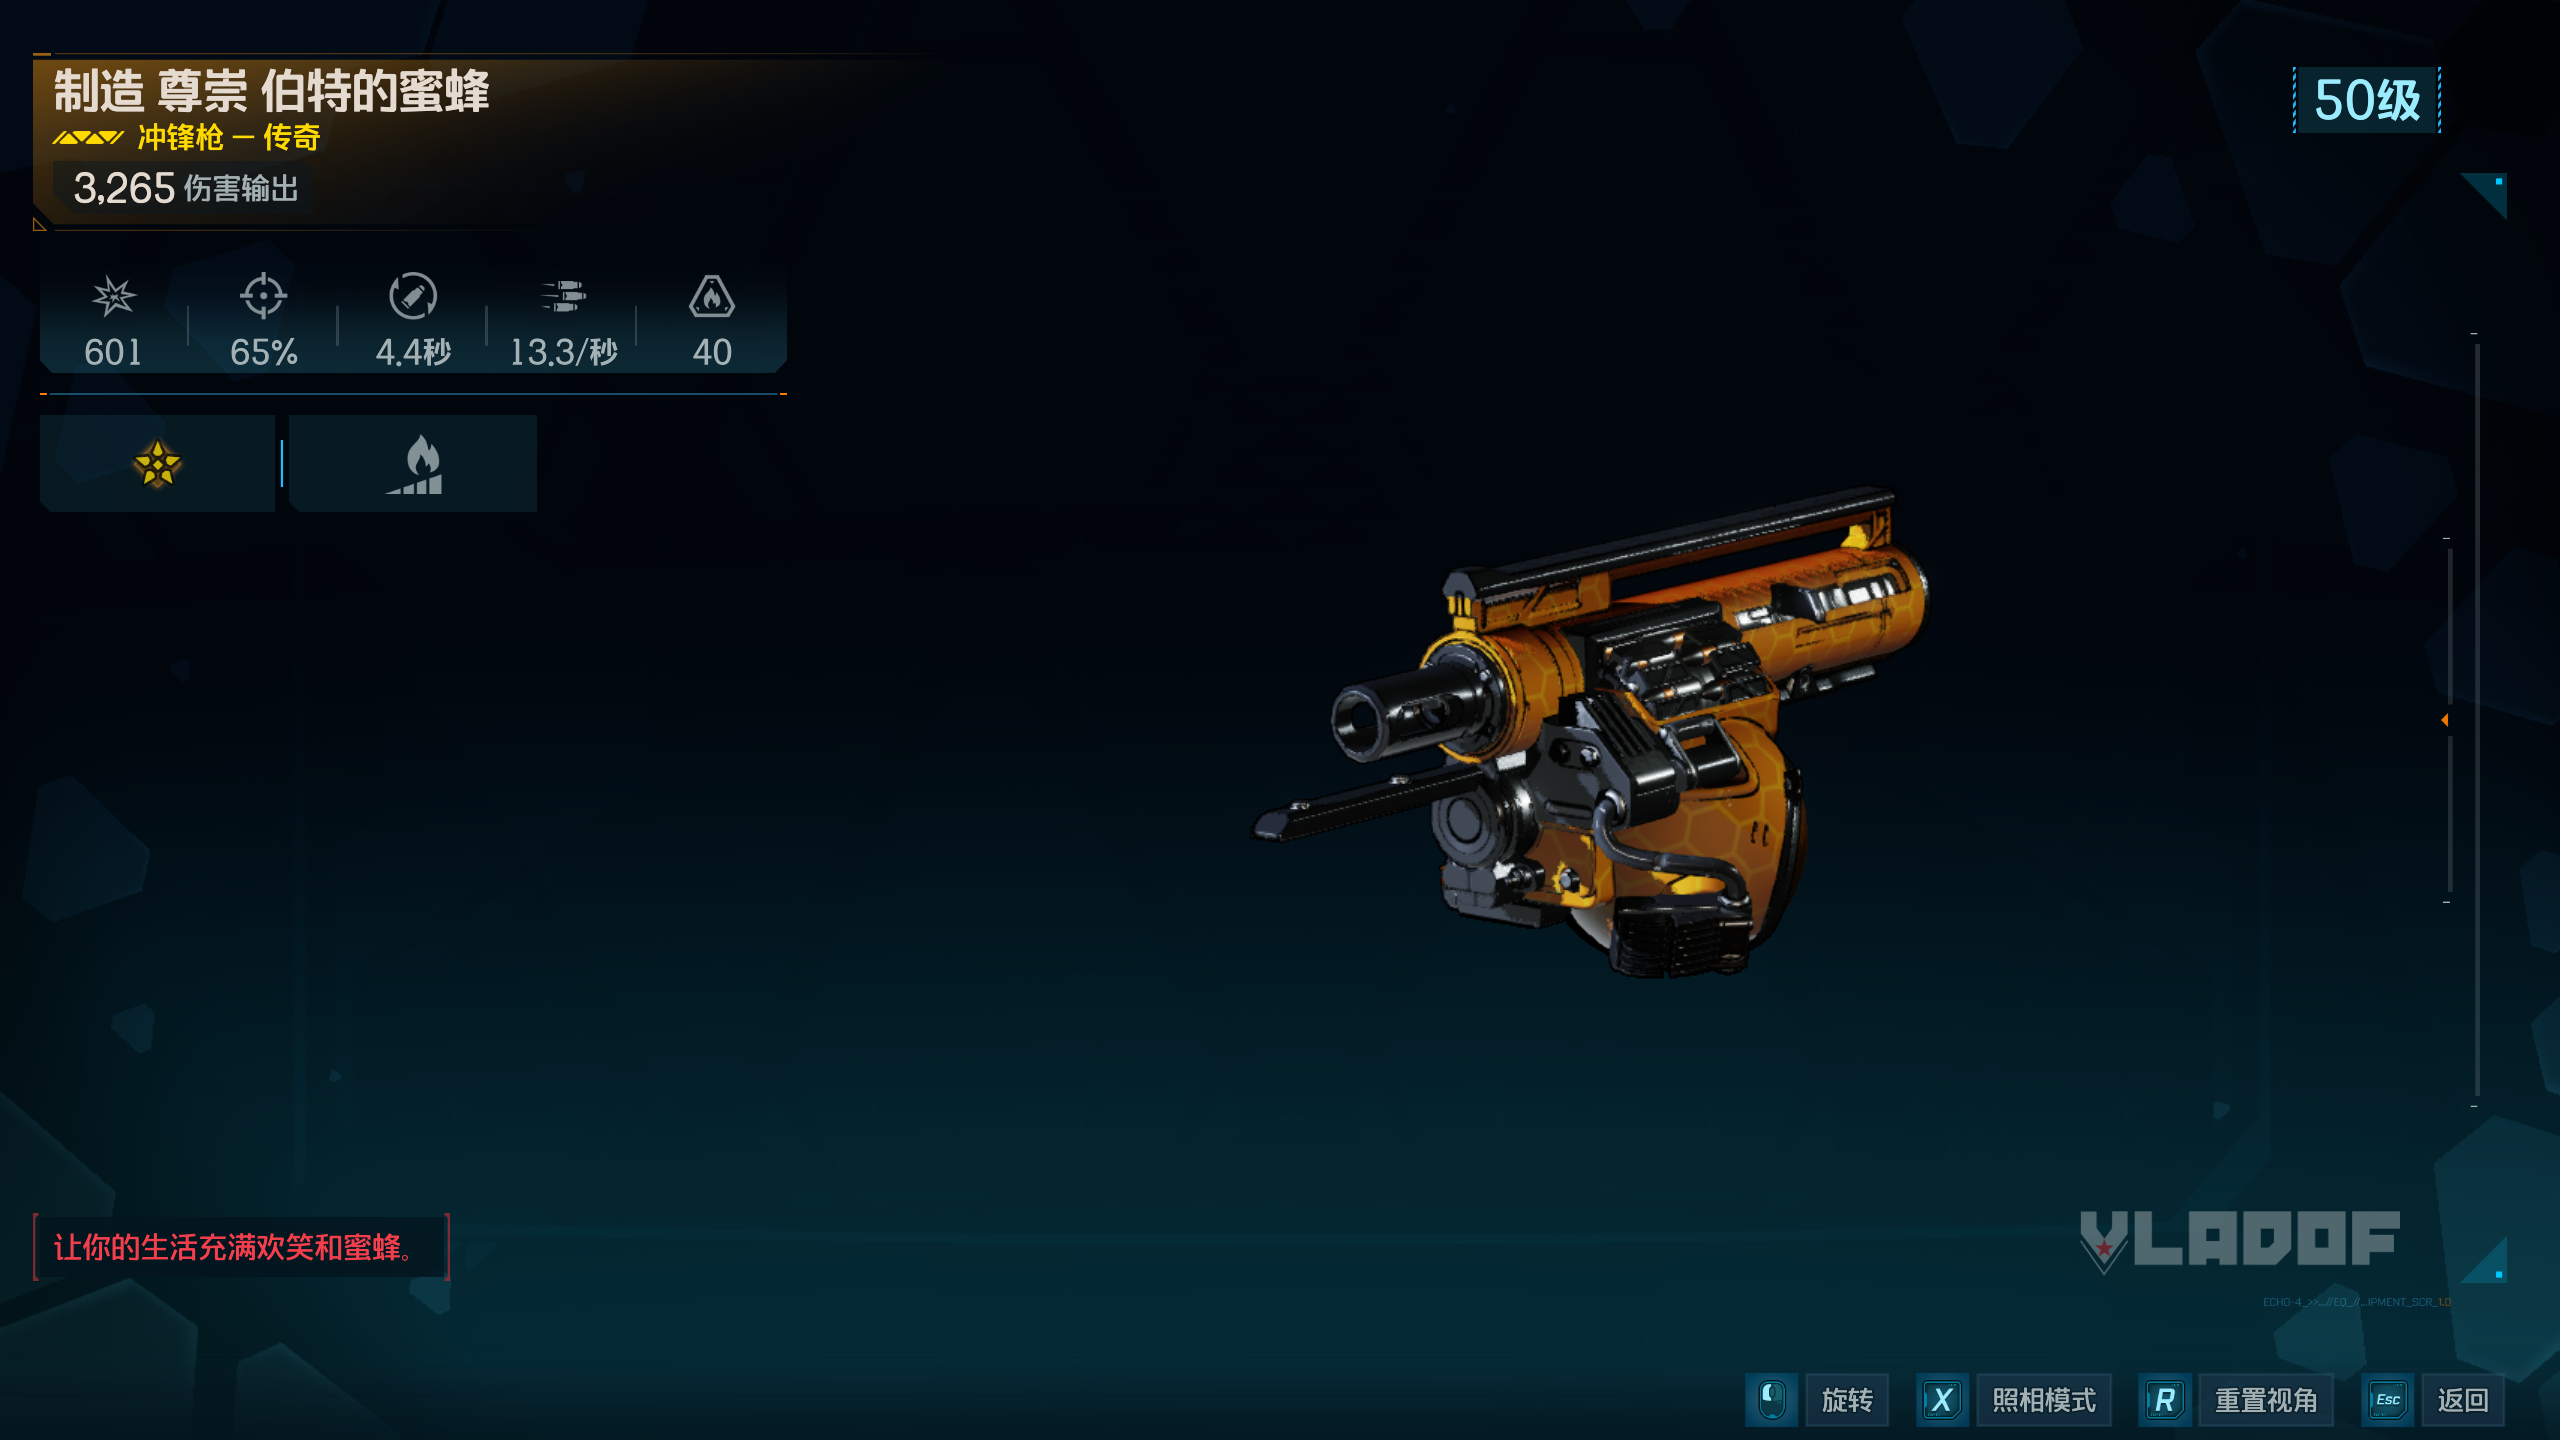 制造 尊崇 伯特的蜜蜂
冲锋枪 — 传奇
3,265 伤害输出
50级
601
65%
4.4秒
13.3/秒
40
让你的生活充满欢笑和蜜蜂。
VLADOF
旋转
X
照相模式
R
重置视角
Esc
返回